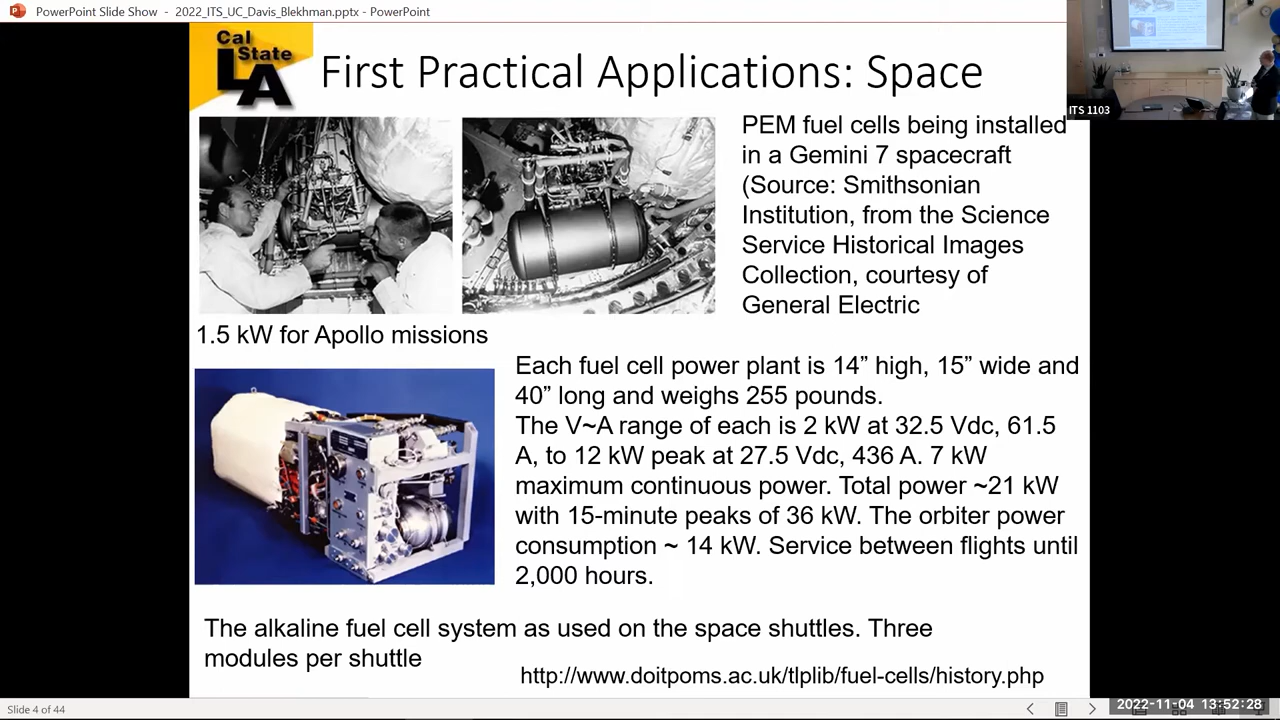 PowerPoint Slide Show - 2022_ITS_UC_Davis_Blekhman.pptx - PowerPoint
Cal
State
LA
First Practical Applications: Space
ITS 1103
PEM fuel cells being installed
in a Gemini 7 spacecraft
(Source: Smithsonian
Institution, from the Science
Service Historical Images
Collection, courtesy of
General Electric
1.5 kW for Apollo missions
Each fuel cell power plant is 14” high, 15” wide and
40” long and weighs 255 pounds.
The V~A range of each is 2 kW at 32.5 Vdc, 61.5
A, to 12 kW peak at 27.5 Vdc, 436 A. 7 kW
maximum continuous power. Total power ~21 kW
with 15-minute peaks of 36 kW. The orbiter power
consumption ~ 14 kW. Service between flights until
2,000 hours.
The alkaline fuel cell system as used on the space shuttles. Three
modules per shuttle
http://www.doitpoms.ac.uk/tlplib/fuel-cells/history.php
Slide 4 of 44
2022-11-04 13:52:28